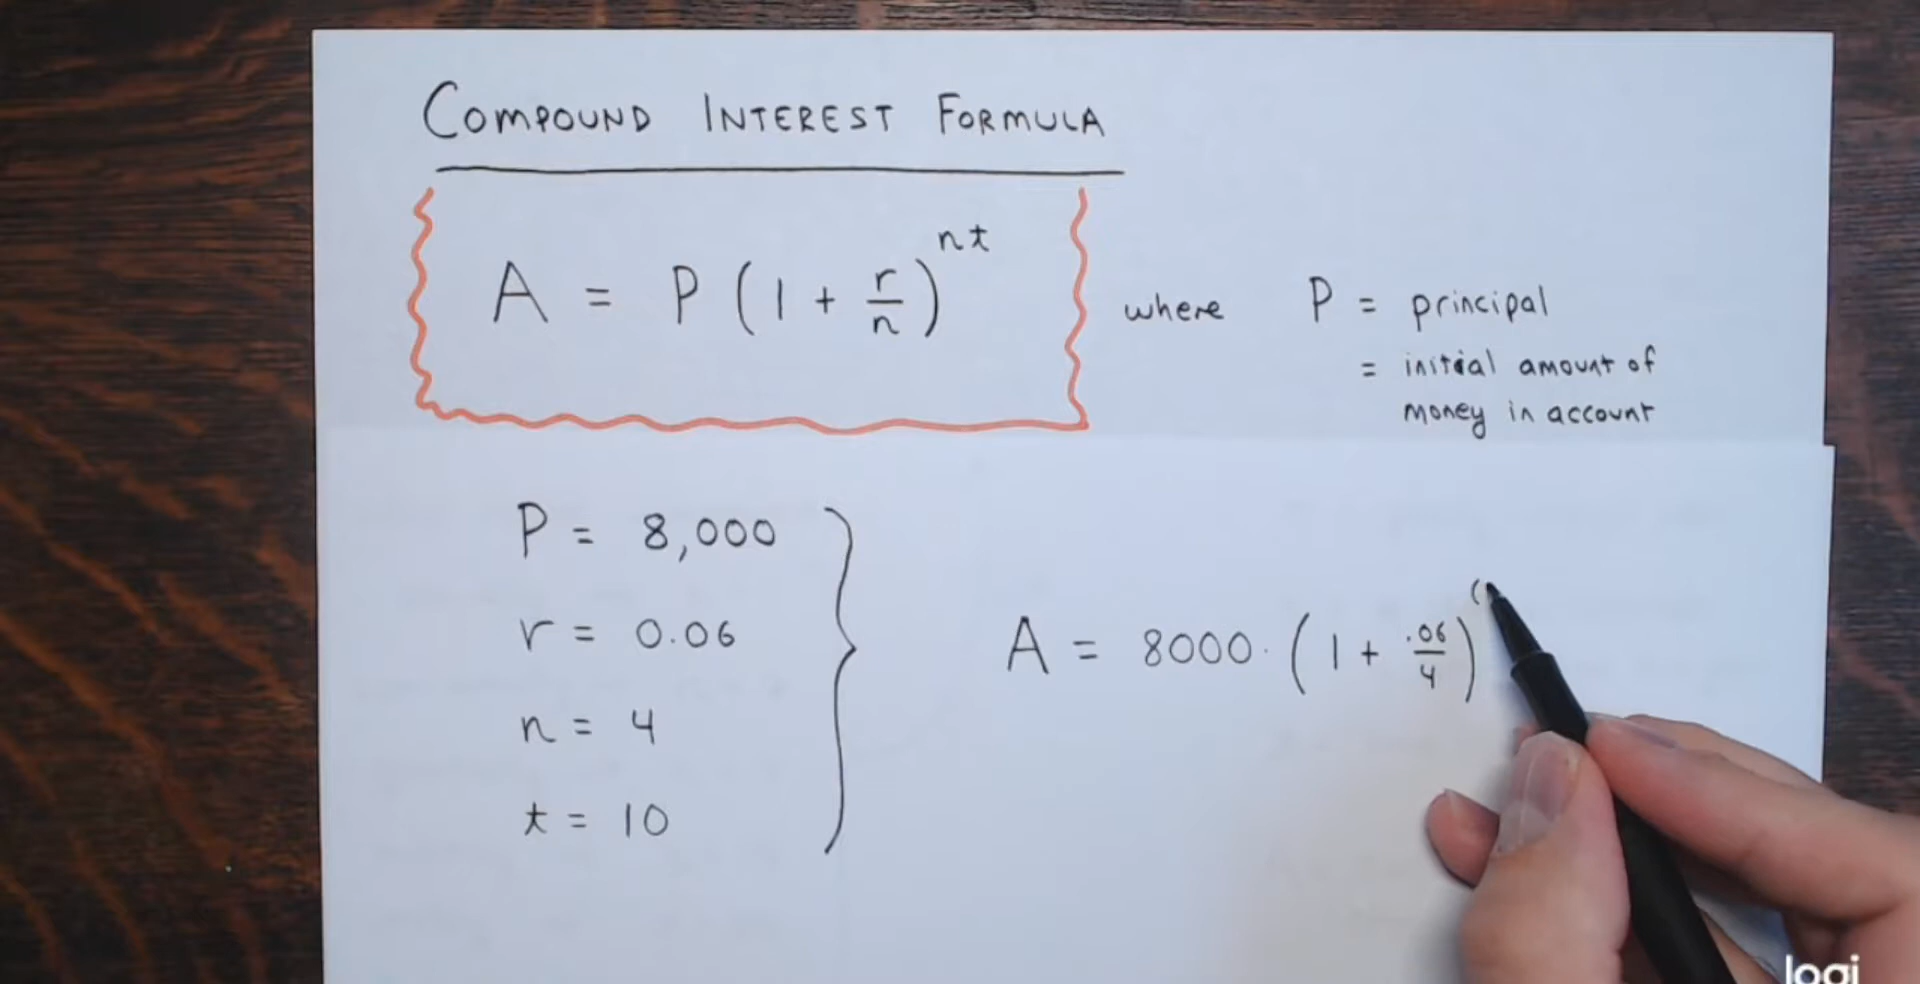 COMPOUND INTEREST FORMULA
A = P (1 + r/n)^nt where P = principal
= initial amount of
money in account
P = 8,000
r = 0.06
n = 4
t = 10
A = 8000 · (1 + .06/4)^(
logi